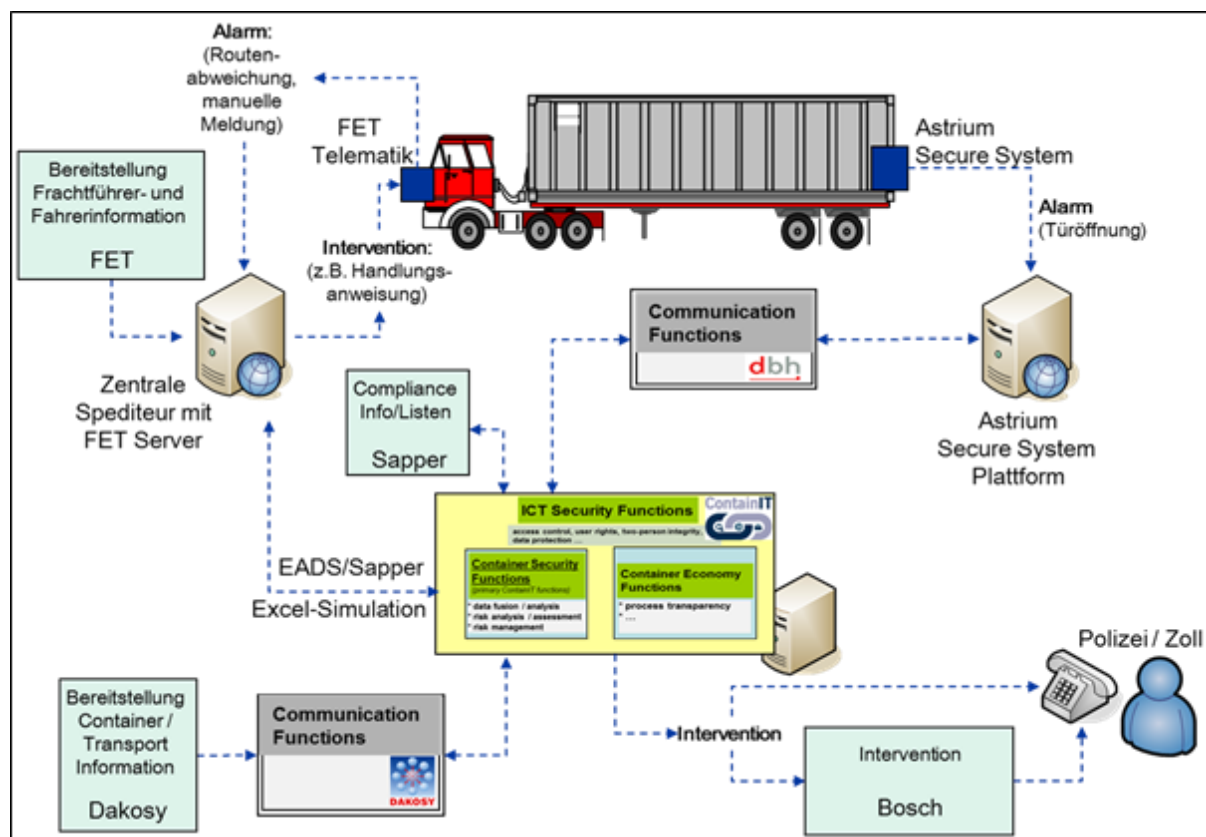 Alarm:
(Routen-
abweichung,
manuelle
Meldung)
FET
Telematik
Astrium
Secure System
Bereitstellung
Frachtführer- und
Fahrerinformation
FET
Alarm
(Türöffnung)
Intervention:
(z.B. Handlungs-
anweisung)
Communication
Functions
dbh
Zentrale
Spediteur mit
FET Server
Compliance
Info/Listen
Sapper
Astrium
Secure System
Plattform
ICT Security Functions
ContainIT
access control, user rights, two-person integrity,
data protection ...
Container Security
Functions
(primary ContainIT functions)
* data fusion / analysis
* risk analysis / assessment
* risk management
Container Economy
Functions
* process transparency
* ...
EADS/Sapper
Excel-Simulation
Polizei / Zoll
Bereitstellung
Container /
Transport
Information
Dakosy
Communication
Functions
DAKOSY
Intervention
Intervention
Bosch